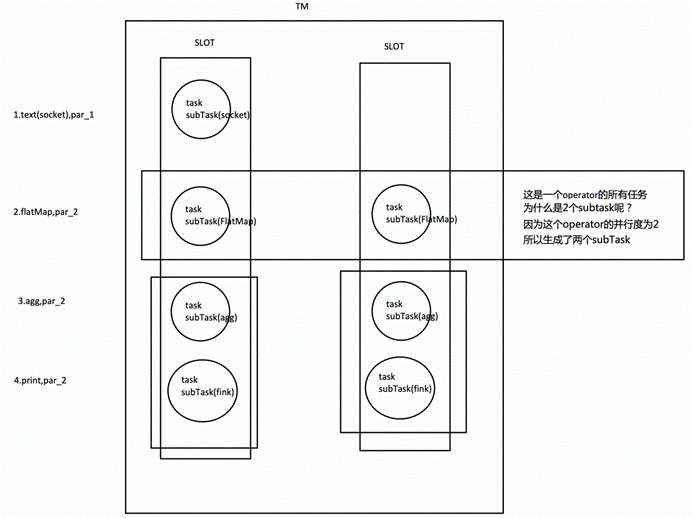 TM
SLOT
SLOT
1.text(socket),par_1
task
subTask(socket)
2.flatMap,par_2
task
subTask(FlatMap)
task
subTask(FlatMap)
这是一个operator的所有任务
为什么是2个subtask呢？
因为这个operator的并行度为2
所以生成了两个subTask
3.agg,par_2
task
subTask(agg)
task
subTask(agg)
4.print,par_2
task
subTask(fink)
task
subTask(fink)